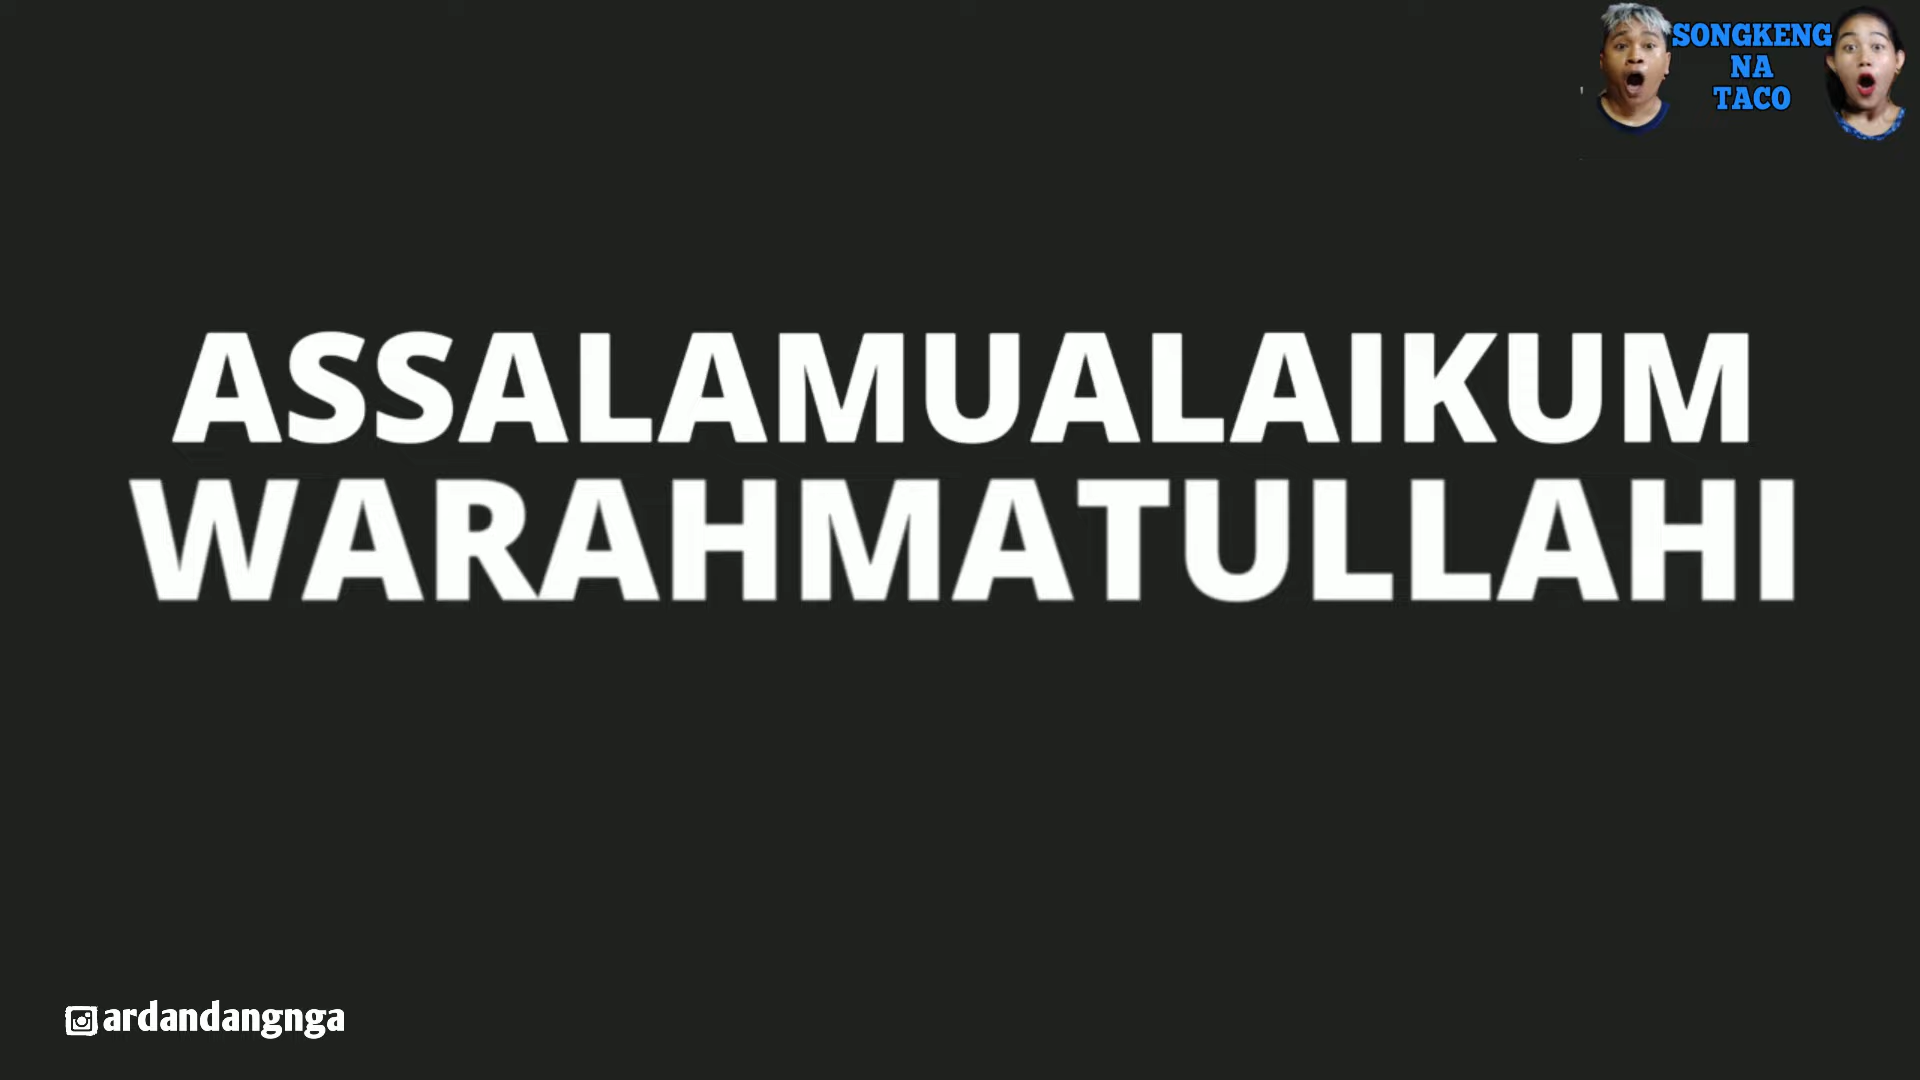 SONGKENG
NA
TACO
ASSALAMUALAIKUM
WARAHMATULLAHI
ardandangnga